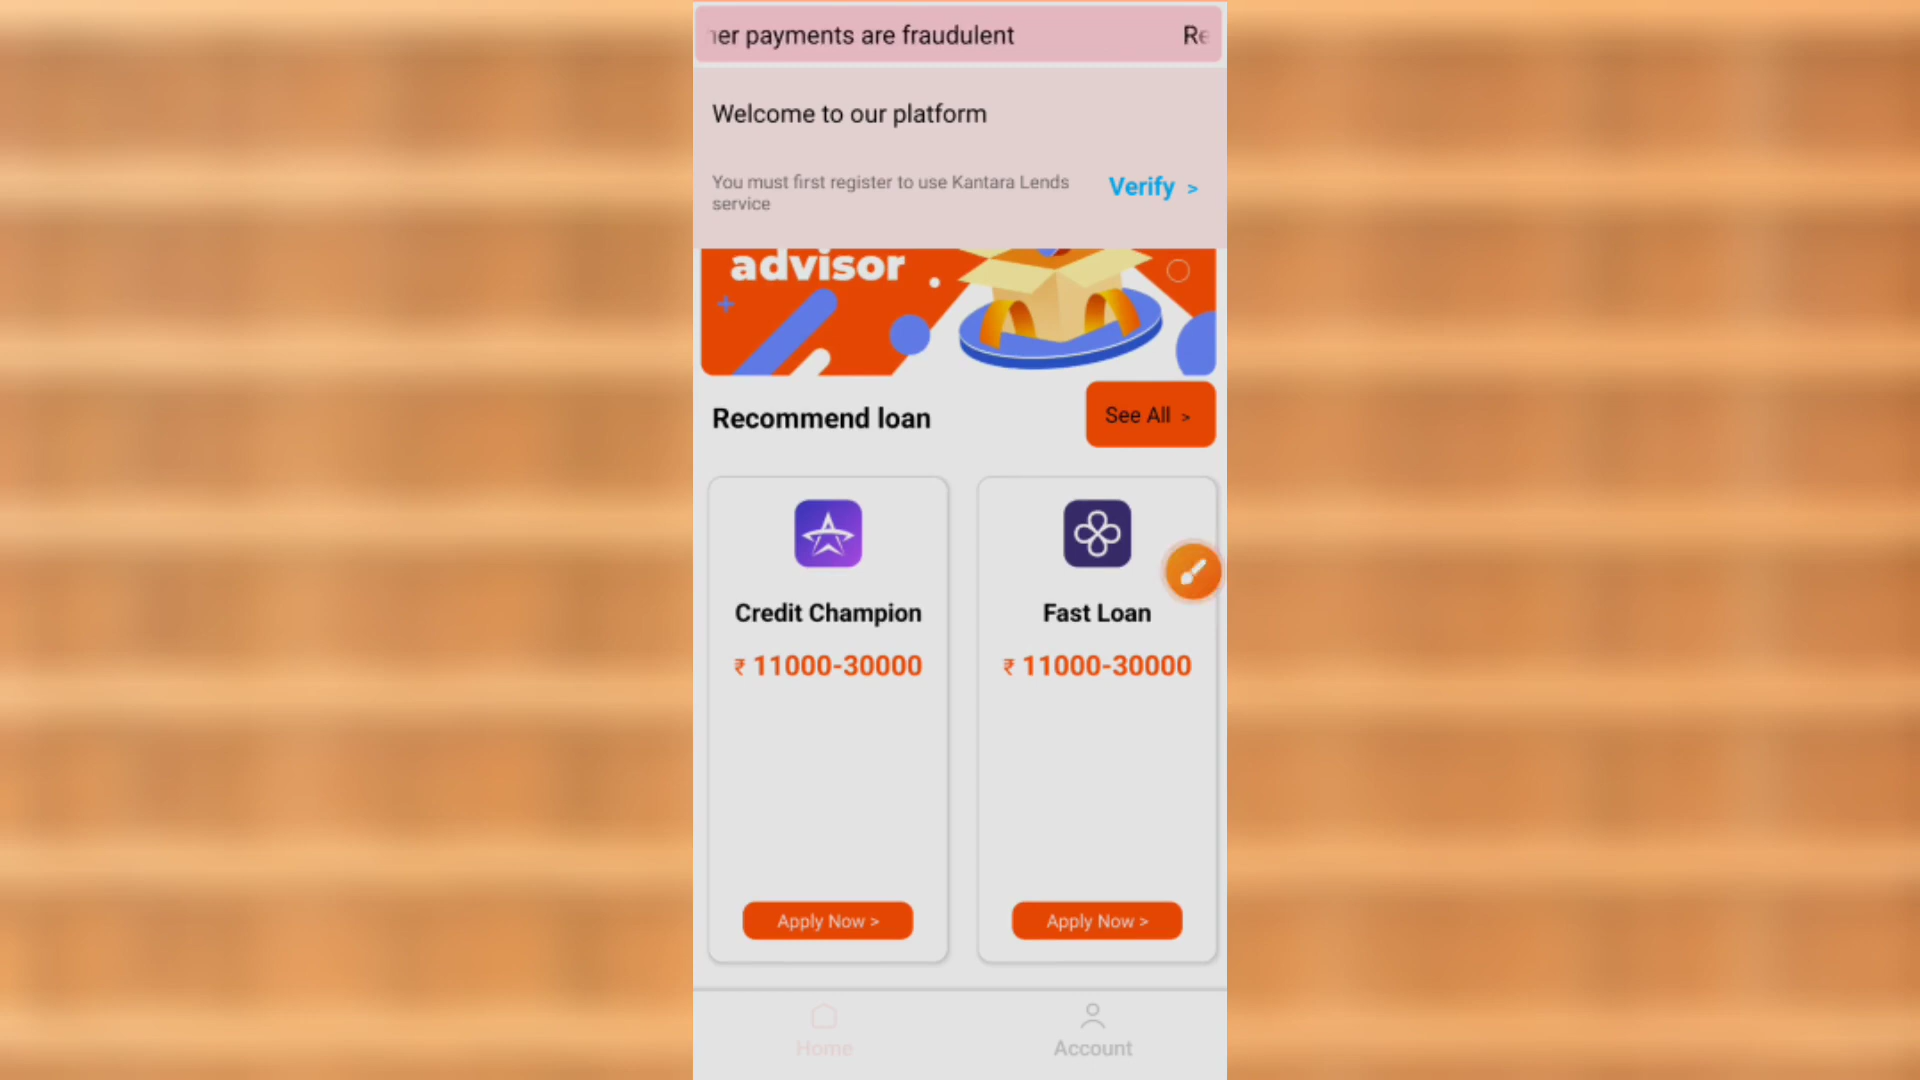 payments are fraudulent
Welcome to our platform
You must first register to use Kantara Lends
service
Verify >
advisor
Recommend loan
See All >
Credit Champion
Fast Loan
₹ 11000-30000
₹ 11000-30000
Apply Now >
Apply Now >
Home
Account